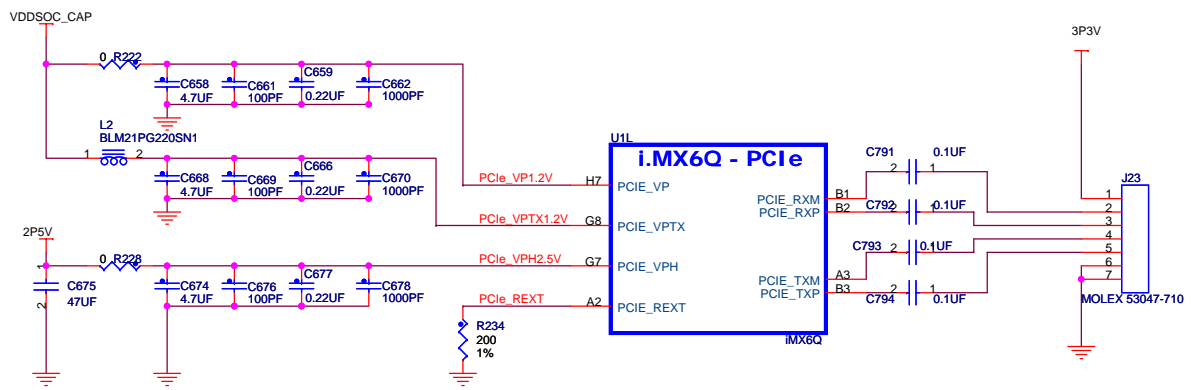 VDDSOC_CAP
3P3V
0 R222
C658
4.7UF
C661
100PF
C659
0.22UF
C662
1000PF
L2
BLM21PG220SN1
1
2
C668
4.7UF
C669
100PF
C666
0.22UF
C670
1000PF
2P5V
1
2
C675
47UF
0 R228
C674
4.7UF
C676
100PF
C677
0.22UF
C678
1000PF
PCIe_VP1.2V
PCIe_VPTX1.2V
PCIe_VPH2.5V
PCIe_REXT
R234
200
1%
H7
G8
G7
A2
U1L
i.MX6Q - PCIe
PCIE_VP
PCIE_VPTX
PCIE_VPH
PCIE_REXT
PCIE_RXM
PCIE_RXP
PCIE_TXM
PCIE_TXP
iMX6Q
B1
B2
A3
B3
C791 0.1UF
2 1
C792 0.1UF
2 1
C793 0.1UF
2 1
C794 0.1UF
2 1
J23
1
2
3
4
5
6
7
MOLEX 53047-710